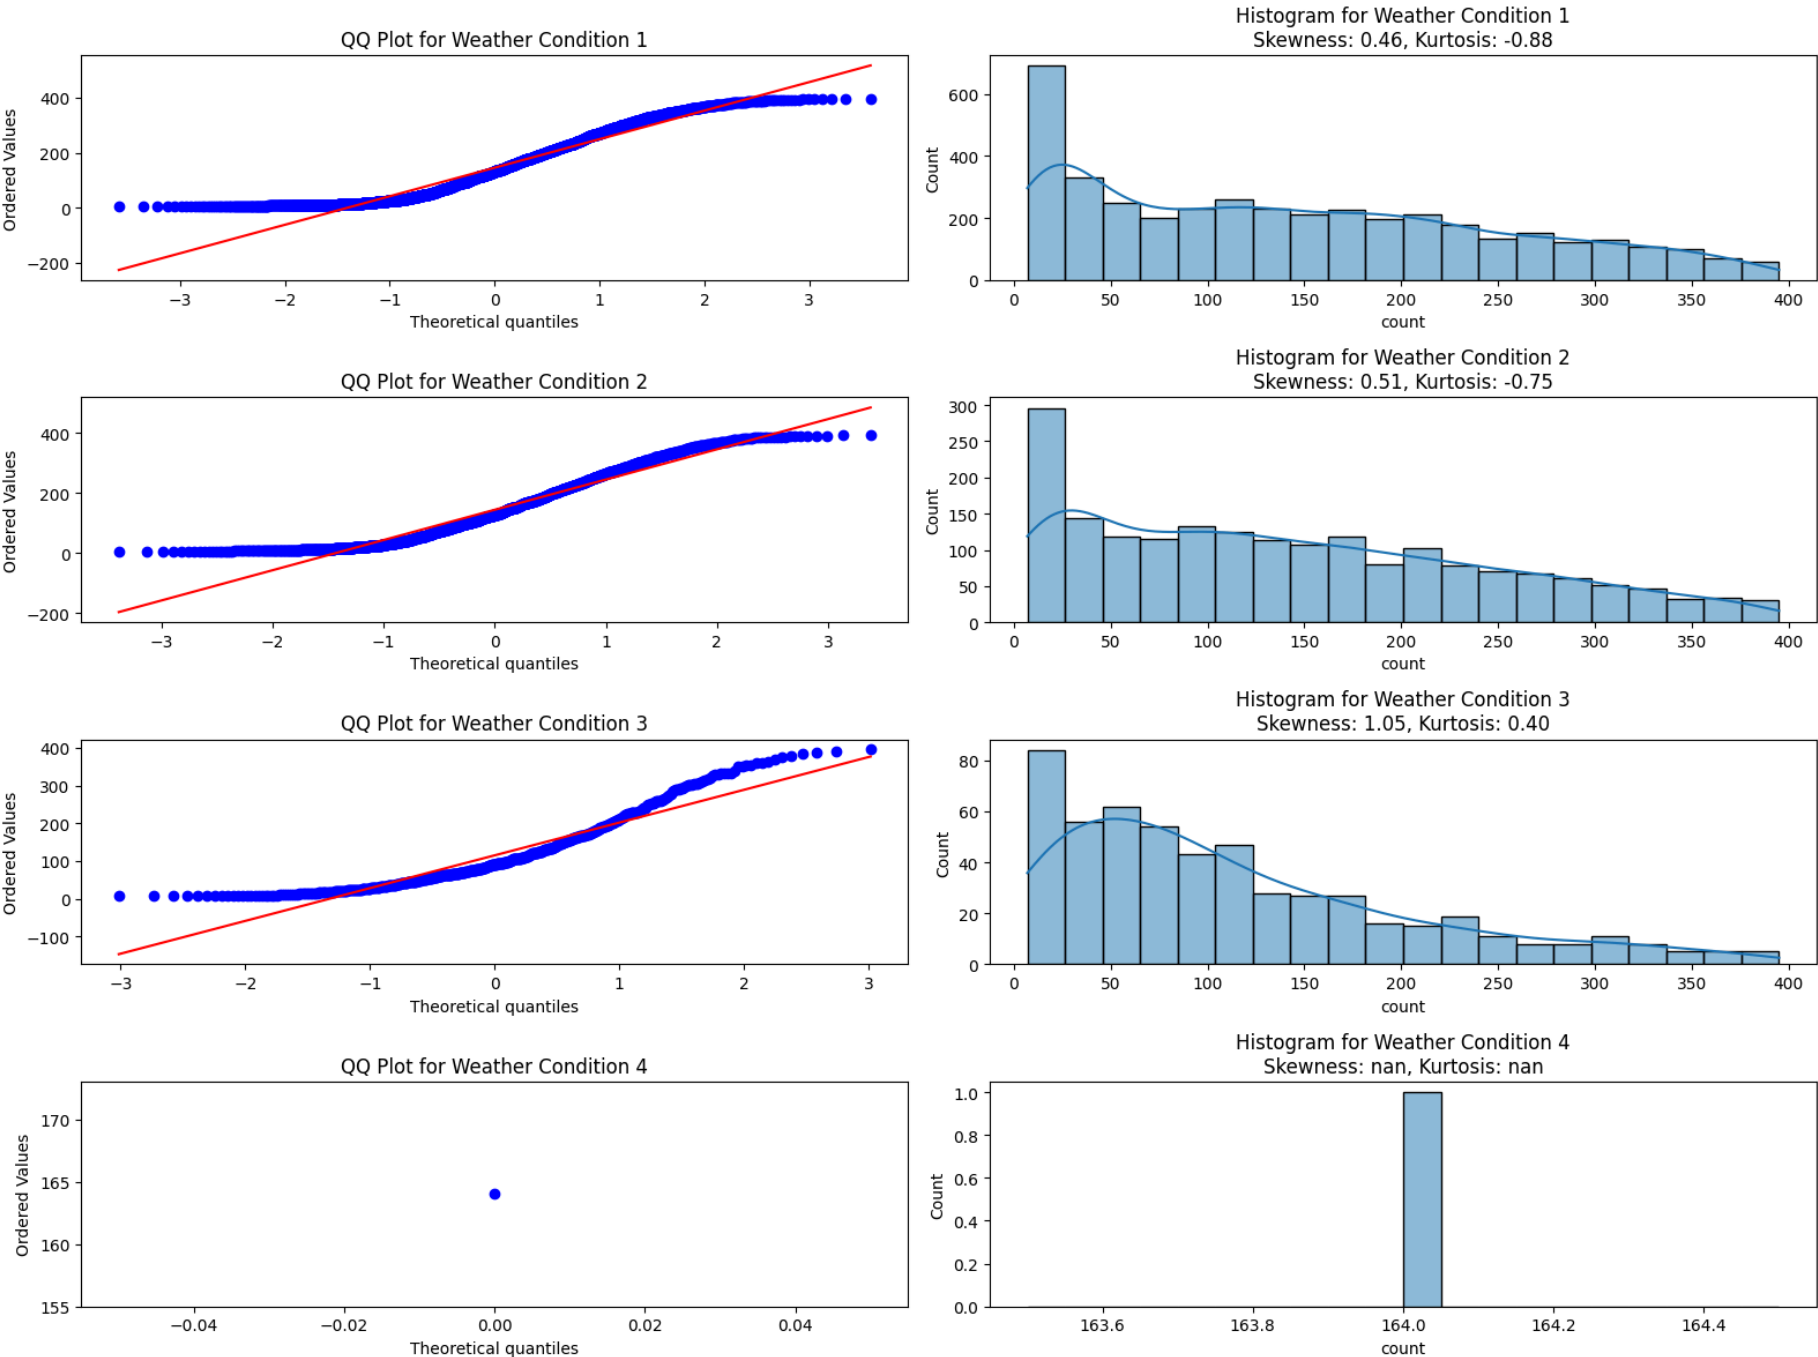 QQ Plot for Weather Condition 1
Ordered Values
400
200
0
−200
−3 −2 −1 0 1 2 3
Theoretical quantiles
Histogram for Weather Condition 1
Skewness: 0.46, Kurtosis: -0.88
Count
600
400
200
0
0 50 100 150 200 250 300 350 400
count
QQ Plot for Weather Condition 2
Ordered Values
400
200
0
−200
−3 −2 −1 0 1 2 3
Theoretical quantiles
Histogram for Weather Condition 2
Skewness: 0.51, Kurtosis: -0.75
Count
300
250
200
150
100
50
0
0 50 100 150 200 250 300 350 400
count
QQ Plot for Weather Condition 3
Ordered Values
400
300
200
100
0
−100
−3 −2 −1 0 1 2 3
Theoretical quantiles
Histogram for Weather Condition 3
Skewness: 1.05, Kurtosis: 0.40
Count
80
60
40
20
0
0 50 100 150 200 250 300 350 400
count
QQ Plot for Weather Condition 4
Ordered Values
170
165
160
155
−0.04 −0.02 0.00 0.02 0.04
Theoretical quantiles
Histogram for Weather Condition 4
Skewness: nan, Kurtosis: nan
Count
1.0
0.8
0.6
0.4
0.2
0.0
163.6 163.8 164.0 164.2 164.4
count